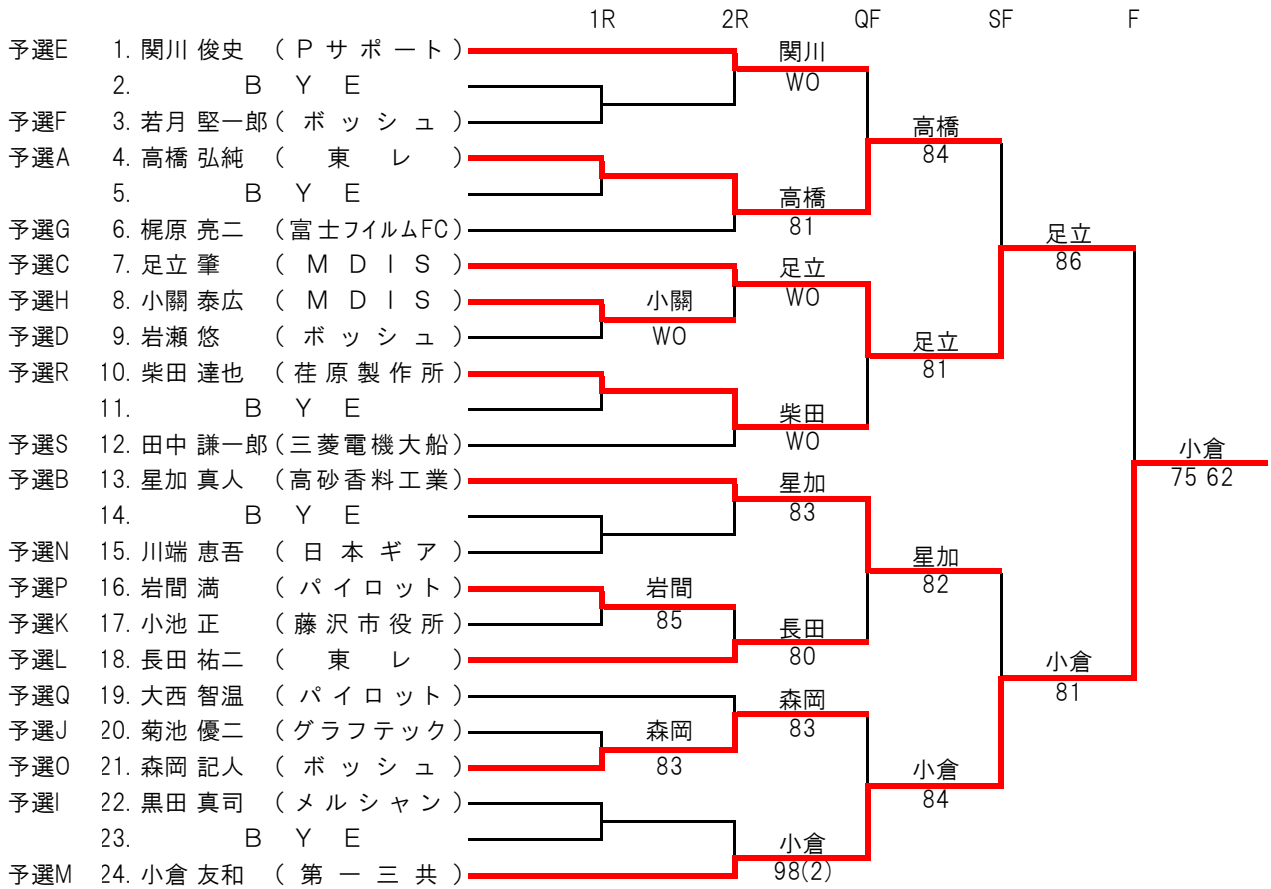 1R 2R QF SF F
予選E 1. 関川 俊史 (Pサポート) 関川
2. BYE WO
予選F 3. 若月 堅一郎(ボッシュ) 高橋
予選A 4. 高橋 弘純 (東レ) 84
5. BYE 高橋
予選G 6. 梶原 亮二 (富士フイルムFC) 81 足立
予選C 7. 足立 肇 (MDIS) 足立 86
予選H 8. 小關 泰広 (MDIS) 小關 WO
予選D 9. 岩瀬 悠 (ボッシュ) WO 足立
予選R 10. 柴田 達也 (荏原製作所) 81
11. BYE 柴田
予選S 12. 田中 謙一郎(三菱電機大船) WO 小倉
予選B 13. 星加 真人 (高砂香料工業) 星加 75 62
14. BYE 83
予選N 15. 川端 恵吾 (日本ギア) 星加
予選P 16. 岩間 満 (パイロット) 岩間 82
予選K 17. 小池 正 (藤沢市役所) 85 長田
予選L 18. 長田 祐二 (東レ) 80 小倉
予選Q 19. 大西 智温 (パイロット) 森岡 81
予選J 20. 菊池 優二 (グラフテック) 森岡 83
予選O 21. 森岡 記人 (ボッシュ) 83 小倉
予選I 22. 黒田 真司 (メルシャン) 84
23. BYE 小倉
予選M 24. 小倉 友和 (第一三共) 98(2)